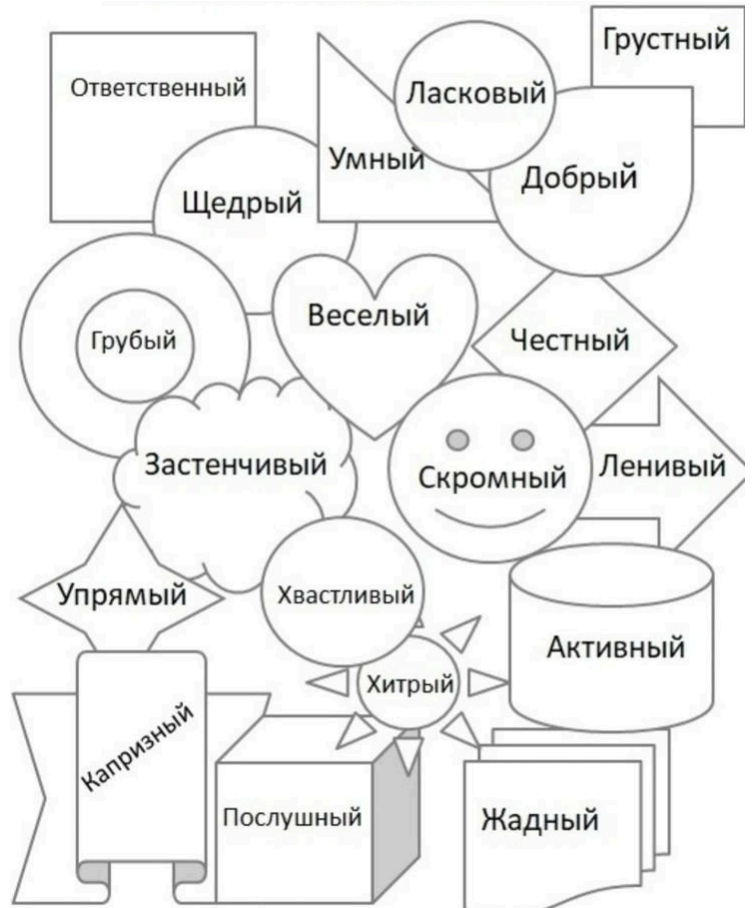 Грустный
Ответственный
Ласковый
Умный
Добрый
Щедрый
Веселый
Честный
Грубый
Застенчивый
Скромный
Ленивый
Упрямый
Хвастливый
Активный
Хитрый
Капризный
Послушный
Жадный